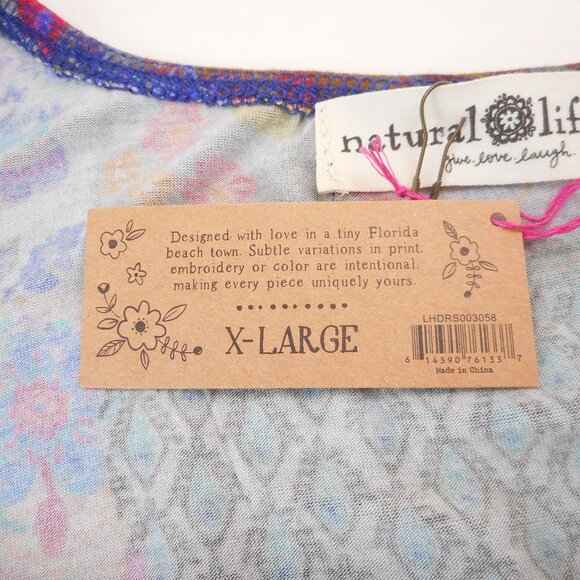 natural life
give. love. laugh.
Designed with love in a tiny Florida
beach town. Subtle variations in print,
embroidery or color are intentional,
making every piece uniquely yours.
X-LARGE
LHDRS003058
6 14390 76133 7
Made in China